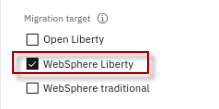 Migration target
Open Liberty
WebSphere Liberty
WebSphere traditional